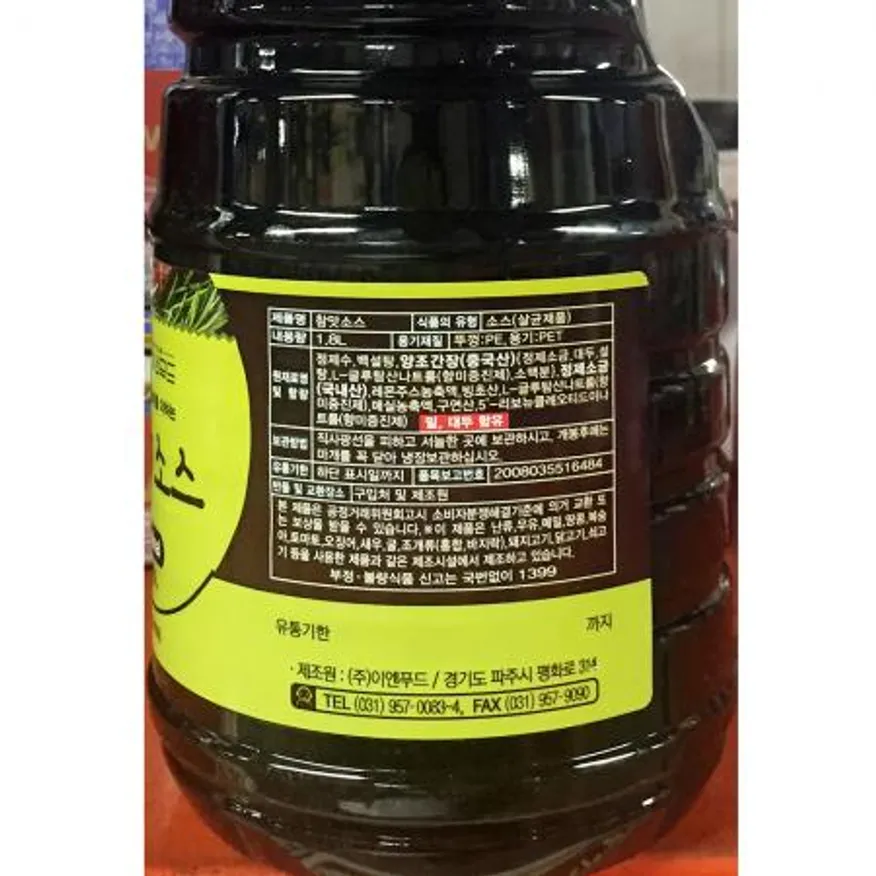 제품명 참맛소스 식품의 유형 소스(살균제품)
내용량 1.8L 용기재질 뚜껑:PE, 용기:PET
원재료명 및 함량
정제수, 백설탕, 양조간장(중국산)(정제소금, 대두, 설
탕, L-글루탐산나트륨(향미증진제), 소맥분), 정제소금
(국내산), 레몬주스농축액, 빙초산, L-글루탐산나트륨(향
미증진제), 매실농축액, 구연산, 5´-리보뉴클레오티드이나
트륨(향미증진제) 밀, 대두 함유
보관방법 직사광선을 피하고 서늘한 곳에 보관하시고, 개봉후에는
마개를 꼭 닫아 냉장보관하십시오.
유통기한 하단 표시일까지 품목보고번호 2008035516484
반품 및 교환장소 구입처 및 제조원
본 제품은 공정거래위원회고시 소비자분쟁해결기준에 의거 교환 또
는 보상을 받을 수 있습니다. ※이 제품은 난류, 우유, 메밀, 땅콩, 복숭
아, 토마토, 오징어, 새우, 굴, 조개류(홍합, 바지락), 돼지고기, 닭고기, 쇠고
기 등을 사용한 제품과 같은 제조시설에서 제조하고 있습니다.
부정·불량식품 신고는 국번없이 1399
소스
유통기한 까지
·제조원 : (주)이엔푸드 / 경기도 파주시 평화로 314
TEL (031) 957-0083~4, FAX (031) 957-9090